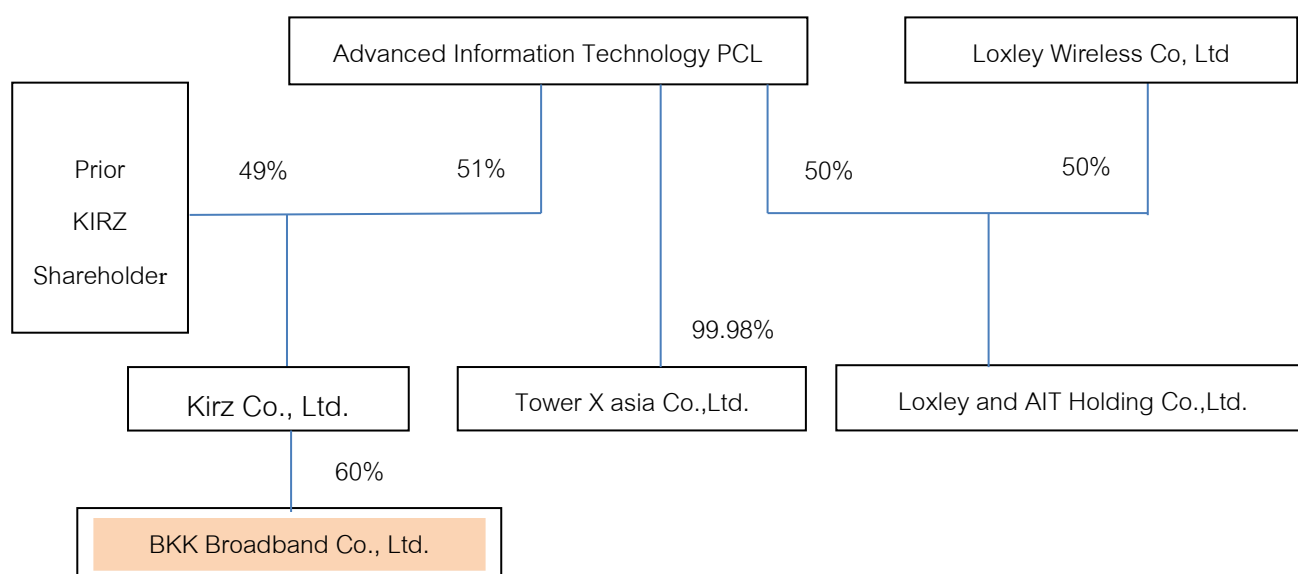 Advanced Information Technology PCL
Loxley Wireless Co, Ltd
Prior
KIRZ
Shareholder
49%
51%
50%
50%
99.98%
Kirz Co., Ltd.
Tower X asia Co.,Ltd.
Loxley and AIT Holding Co.,Ltd.
60%
BKK Broadband Co., Ltd.